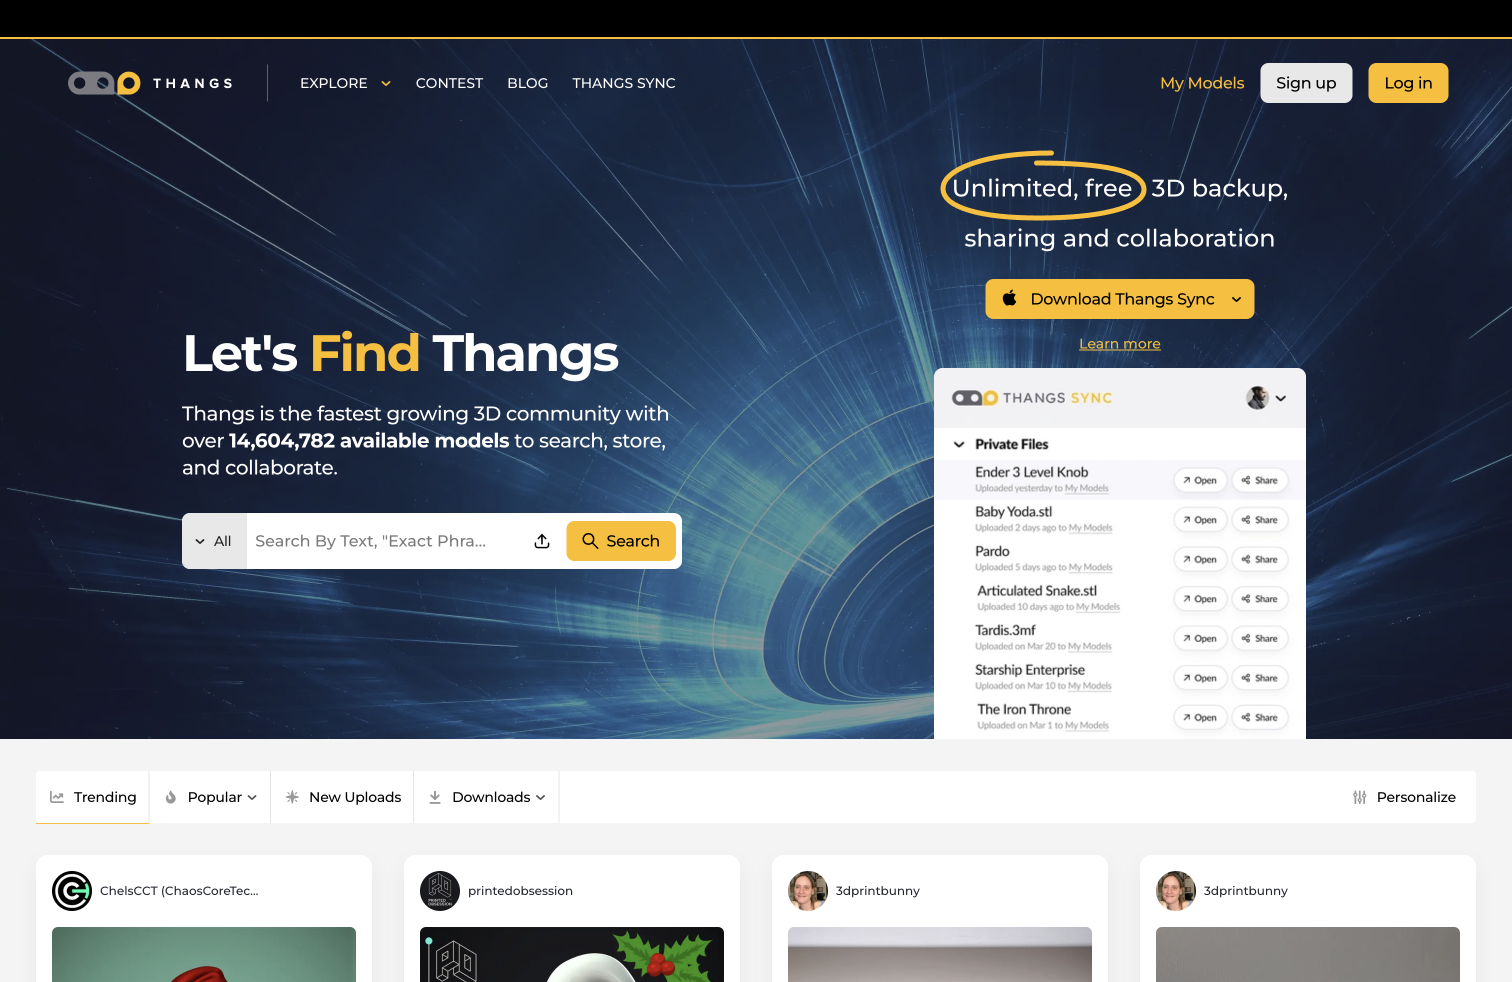 THANGS
EXPLORE
CONTEST
BLOG
THANGS SYNC
My Models
Sign up
Log in
Unlimited, free 3D backup,
sharing and collaboration
Download Thangs Sync
Learn more
Let's Find Thangs
Thangs is the fastest growing 3D community with
over 14,604,782 available models to search, store,
and collaborate.
All
Search By Text, "Exact Phra...
Search
THANGS SYNC
Private Files
Ender 3 Level Knob
Uploaded yesterday to My Models
Open
Share
Baby Yoda.stl
Uploaded 2 days ago to My Models
Open
Share
Pardo
Uploaded 5 days ago to My Models
Open
Share
Articulated Snake.stl
Uploaded 10 days ago to My Models
Open
Share
Tardis.3mf
Uploaded on Mar 20 to My Models
Open
Share
Starship Enterprise
Uploaded on Mar 10 to My Models
Open
Share
The Iron Throne
Uploaded on Mar 1 to My Models
Open
Share
Trending
Popular
New Uploads
Downloads
Personalize
ChelsCCT (ChaosCoreTec...
PRINTED
OBSESSION
printedobsession
3dprintbunny
3dprintbunny